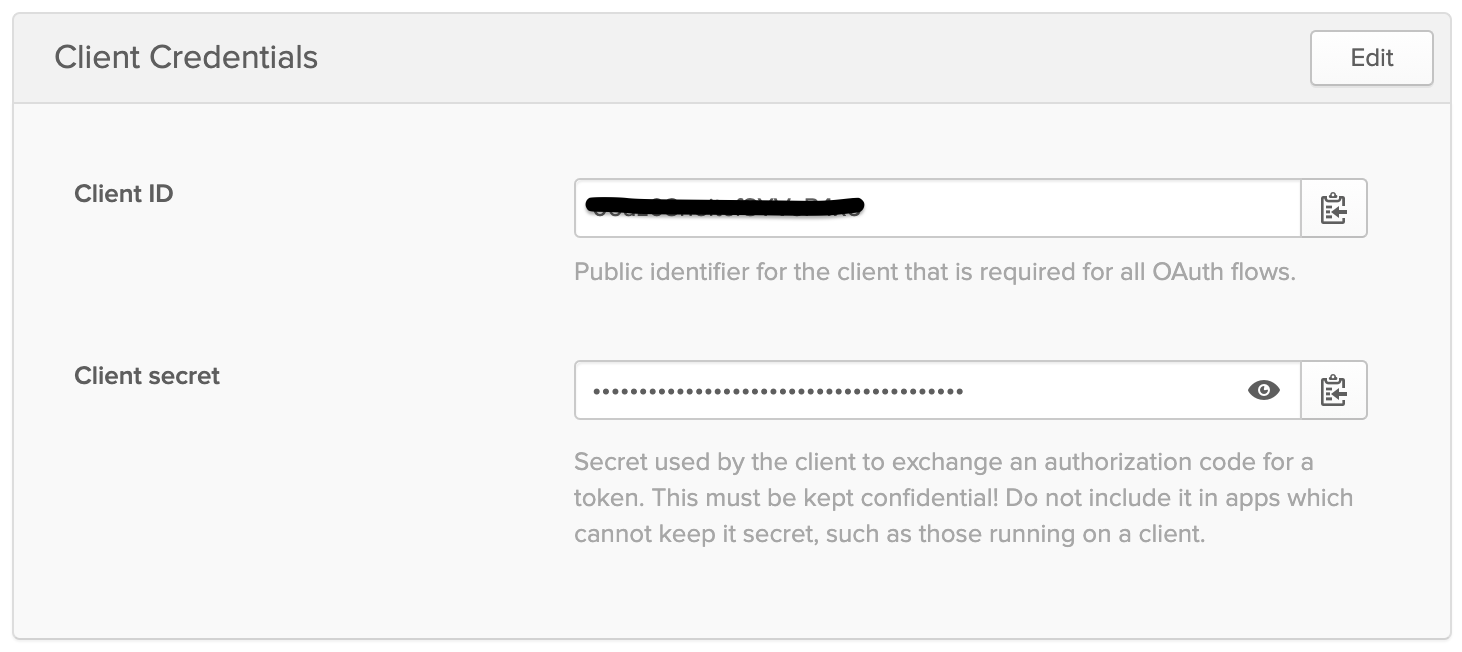 Client Credentials
Edit
Client ID
Public identifier for the client that is required for all OAuth flows.
Client secret
••••••••••••••••••••••••••••••••••••••••
Secret used by the client to exchange an authorization code for a
token. This must be kept confidential! Do not include it in apps which
cannot keep it secret, such as those running on a client.